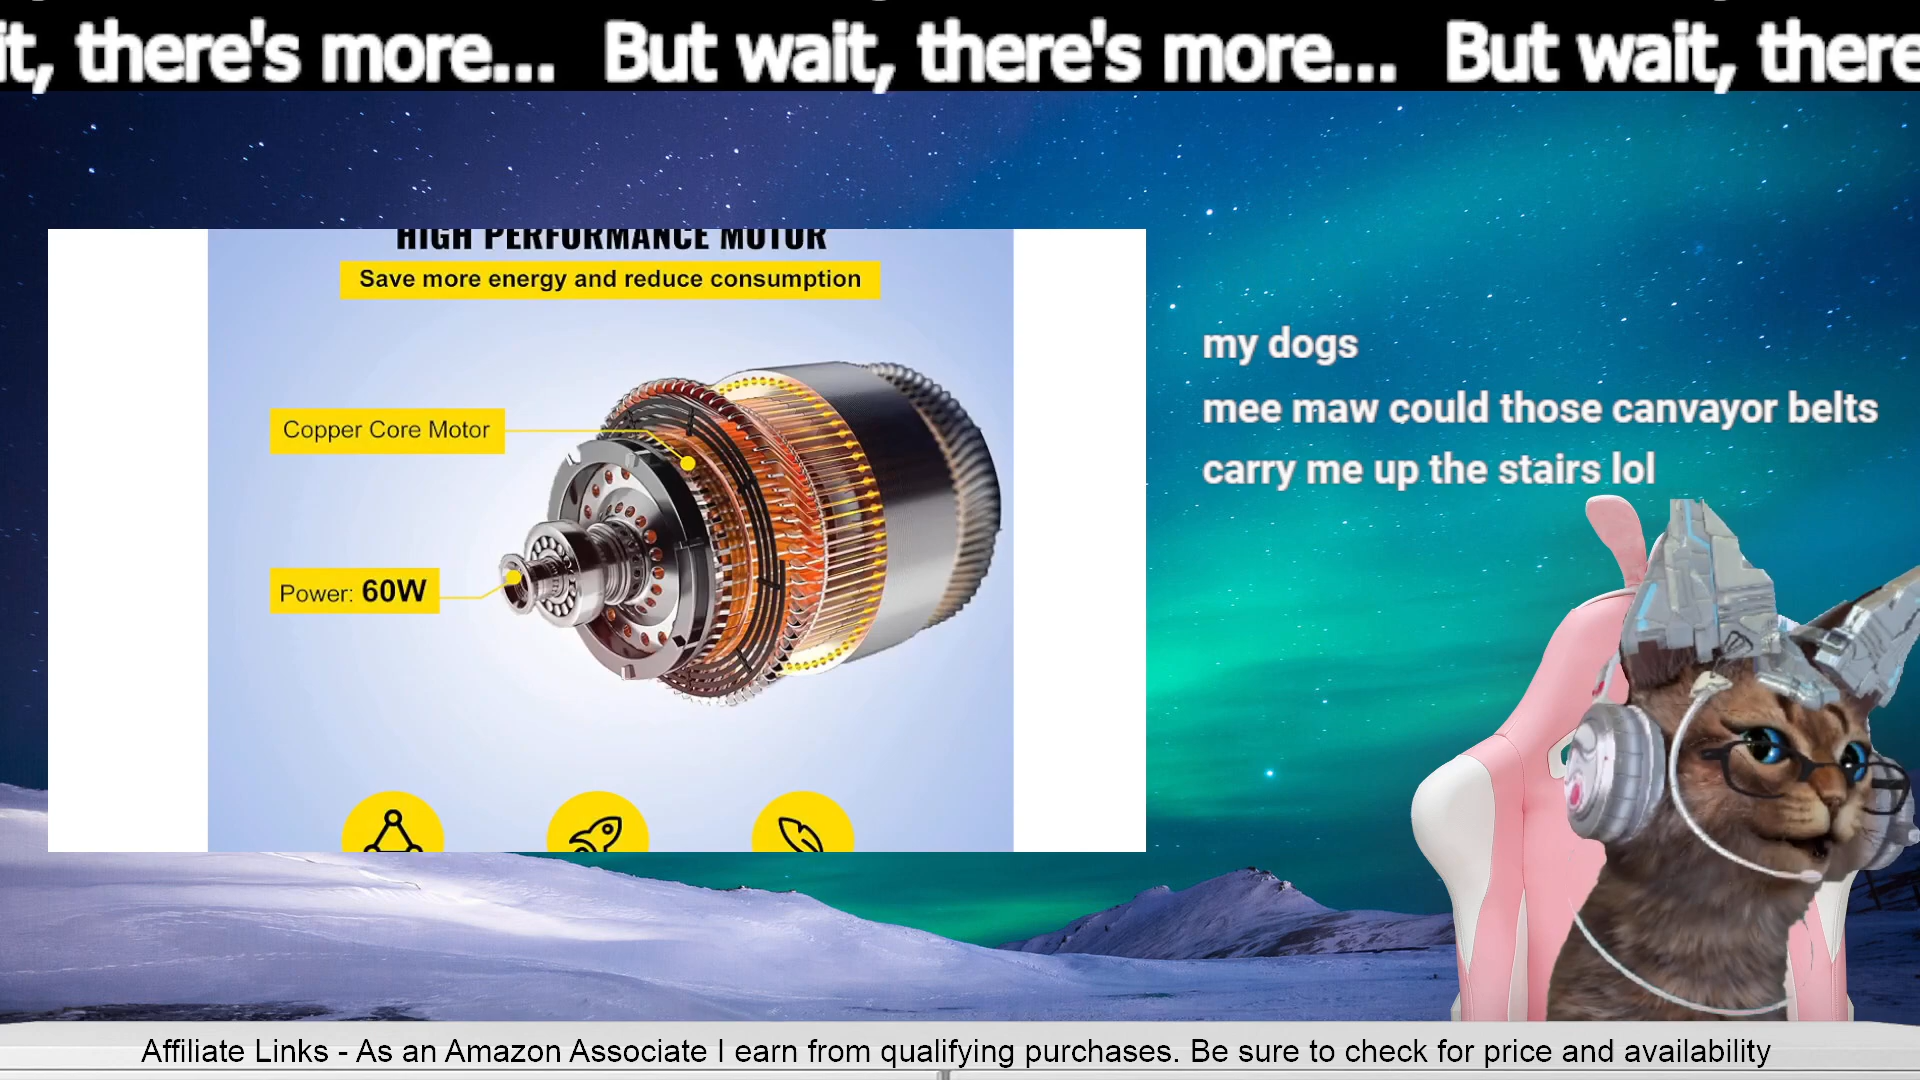 it, there's more... But wait, there's more... But wait, there
HIGH PERFORMANCE MOTOR
Save more energy and reduce consumption
Copper Core Motor
Power: 60W
my dogs
mee maw could those canvayor belts
carry me up the stairs lol
Affiliate Links - As an Amazon Associate I earn from qualifying purchases. Be sure to check for price and availability